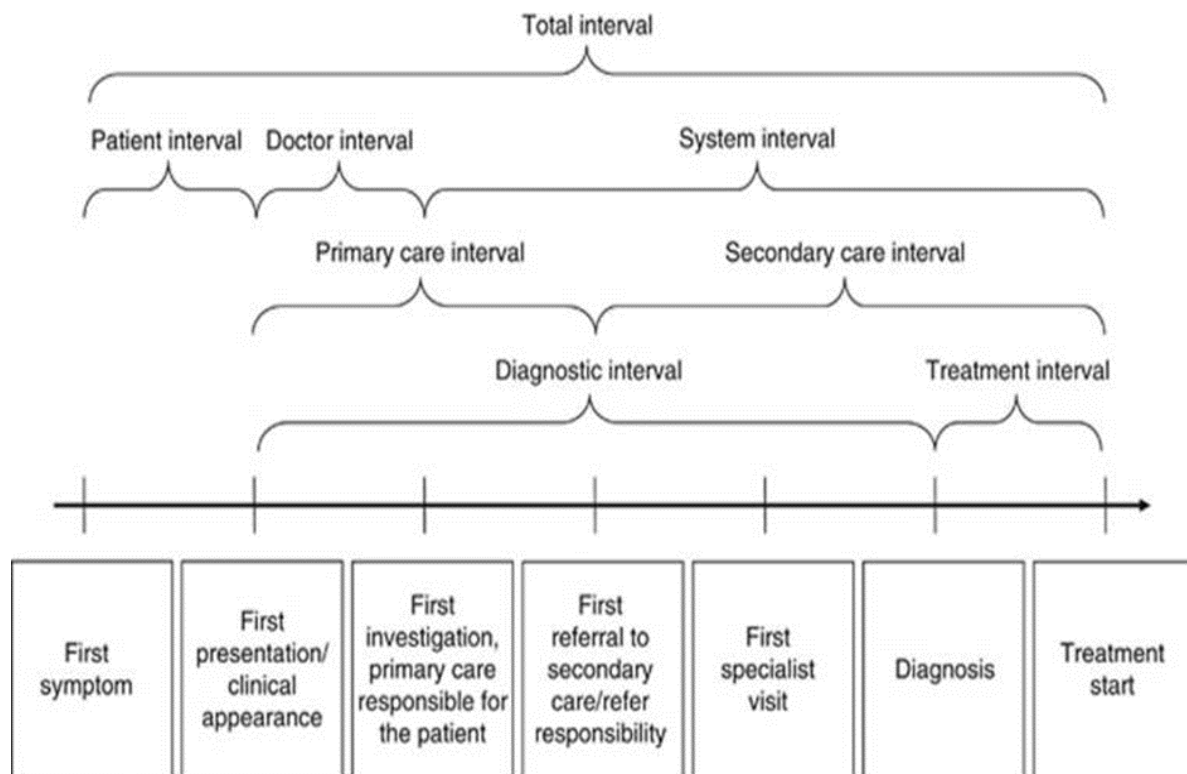 Total interval
Patient interval
Doctor interval
System interval
Primary care interval
Secondary care interval
Diagnostic interval
Treatment interval
First
symptom
First
presentation/
clinical
appearance
First
investigation,
primary care
responsible for
the patient
First
referral to
secondary
care/refer
responsibility
First
specialist
visit
Diagnosis
Treatment
start